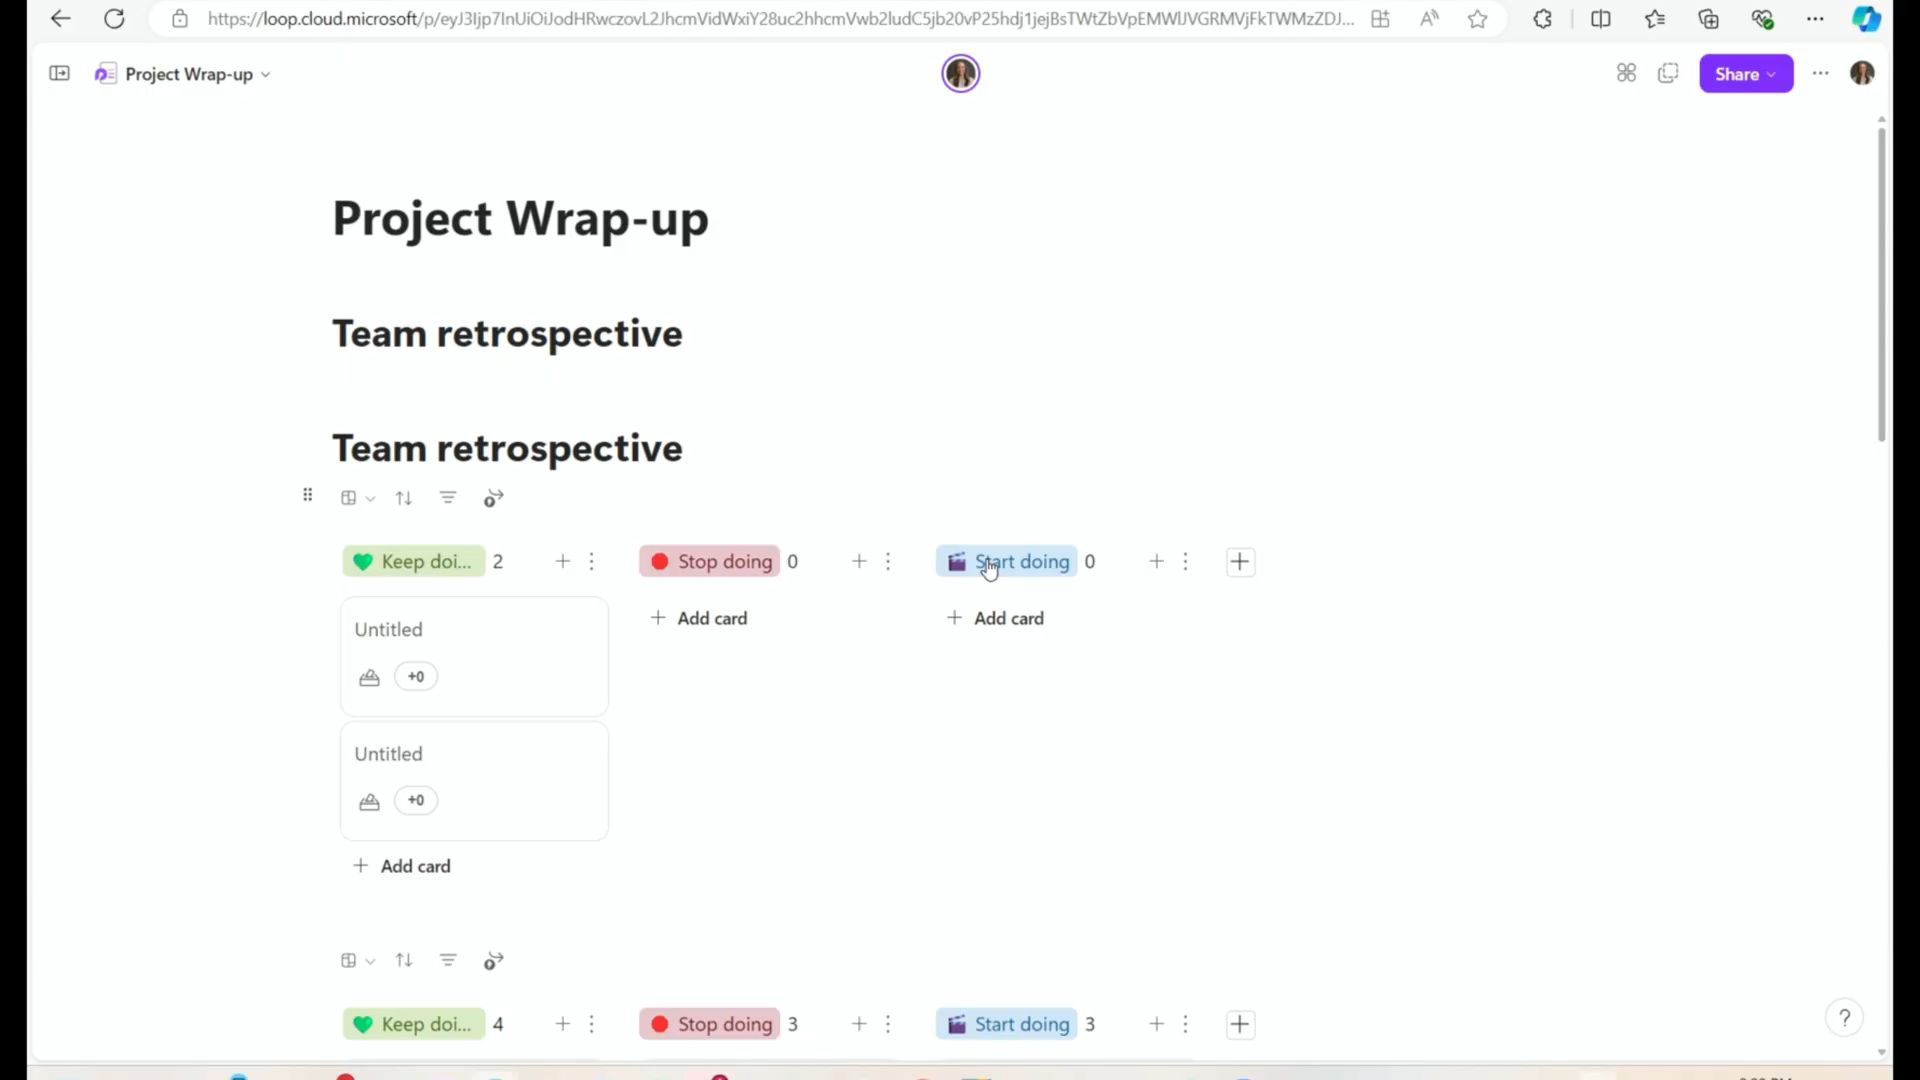 https://loop.cloud.microsoft/p/eyJ3Ijp7InUiOiJodHRwczovL2JhcmVidWxiY28uc2hhcmVwb2ludC5jb20vP25hdj1jejBsTWtZbVpEMWlJVGRMVjFkTWMzZDJ...
Project Wrap-up
Share
Project Wrap-up
Team retrospective
Team retrospective
Keep doi... 2
Stop doing 0
Start doing 0
Untitled
+0
Add card
Add card
Untitled
+0
Add card
Keep doi... 4
Stop doing 3
Start doing 3
?